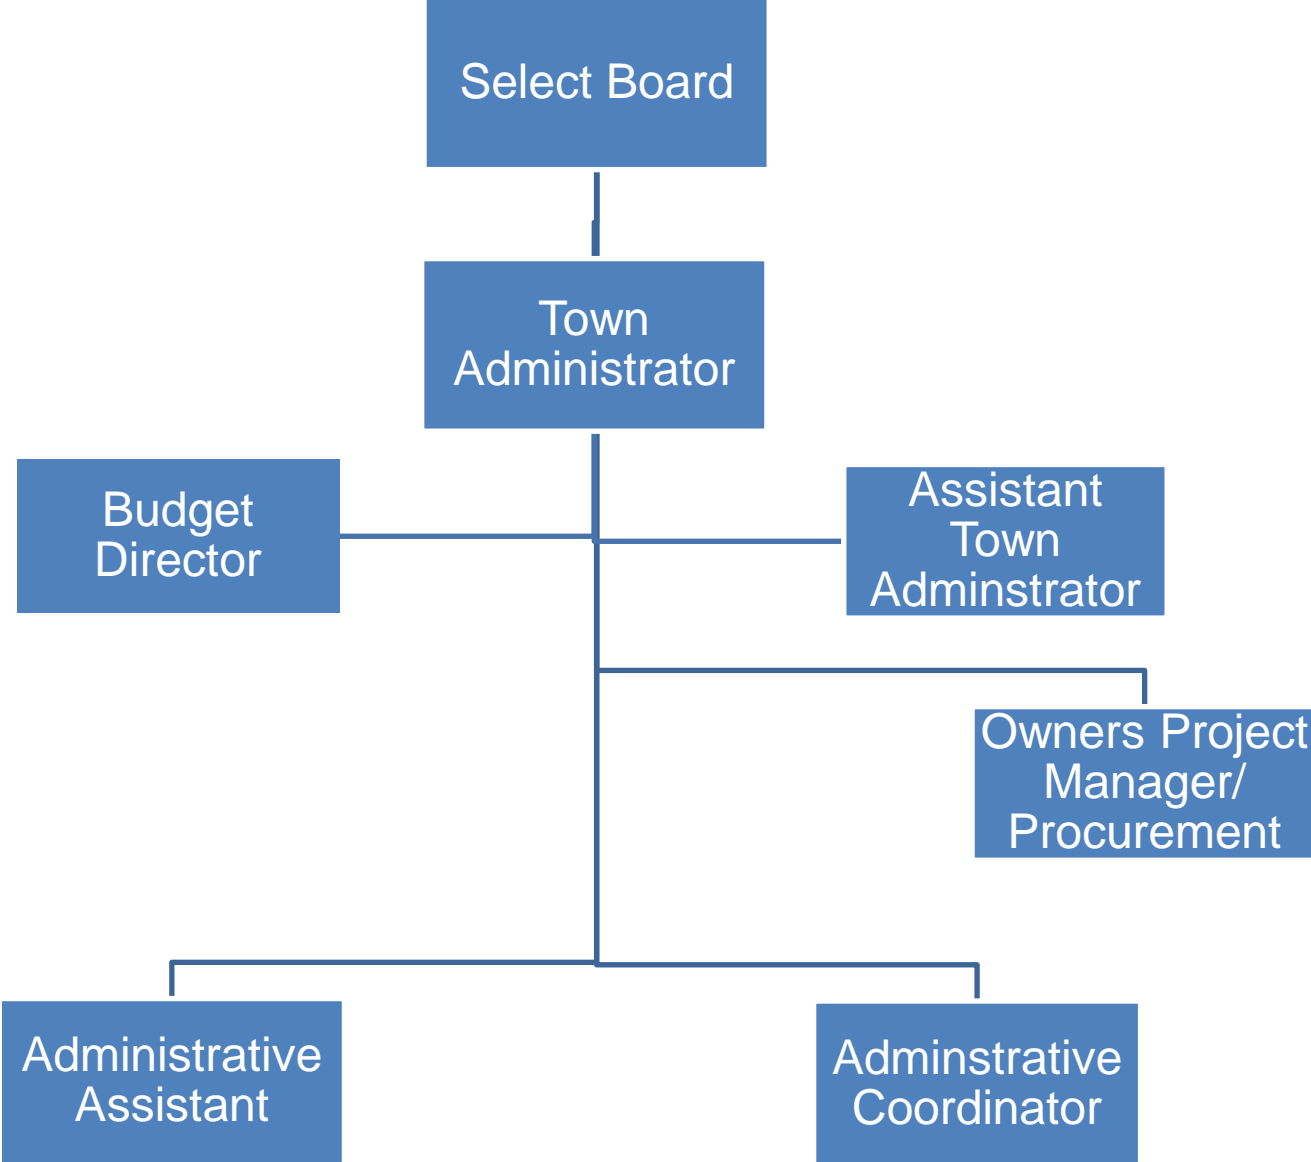 Select Board
Town
Administrator
Budget
Director
Assistant
Town
Adminstrator
Owners Project
Manager/
Procurement
Administrative
Assistant
Adminstrative
Coordinator